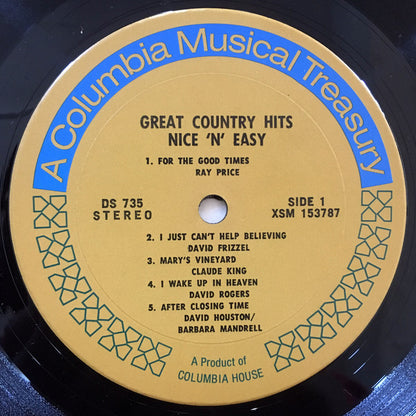 A Columbia Musical Treasury
GREAT COUNTRY HITS
NICE 'N' EASY
1. FOR THE GOOD TIMES
RAY PRICE
DS 735
STEREO
SIDE 1
XSM 153787
2. I JUST CAN'T HELP BELIEVING
DAVID FRIZZEL
3. MARY'S VINEYARD
CLAUDE KING
4. I WAKE UP IN HEAVEN
DAVID ROGERS
5. AFTER CLOSING TIME
DAVID HOUSTON/
BARBARA MANDRELL
A Product of
COLUMBIA HOUSE